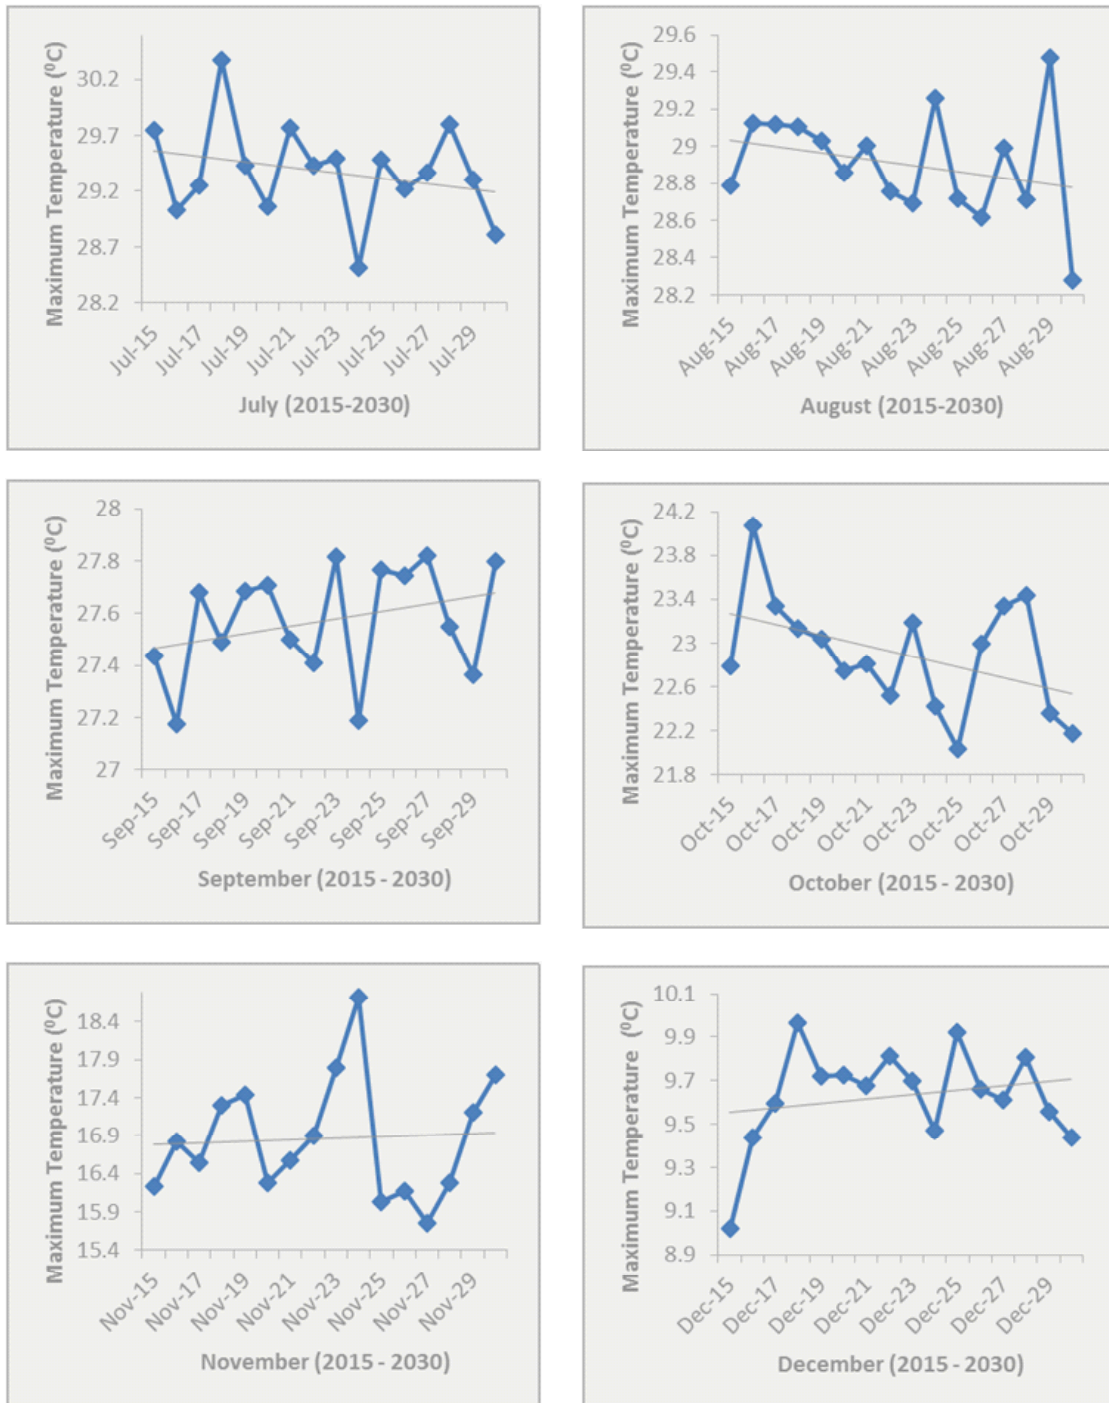 Maximum Temperature (⁰C)
30.2
29.7
29.2
28.7
28.2
Jul-15
Jul-17
Jul-19
Jul-21
Jul-23
Jul-25
Jul-27
Jul-29
July (2015-2030)
Maximum Temperature (⁰C)
29.6
29.4
29.2
29
28.8
28.6
28.4
28.2
Aug-15
Aug-17
Aug-19
Aug-21
Aug-23
Aug-25
Aug-27
Aug-29
August (2015-2030)
Maximum Temperature (⁰C)
28
27.8
27.6
27.4
27.2
27
Sep-15
Sep-17
Sep-19
Sep-21
Sep-23
Sep-25
Sep-27
Sep-29
September (2015 - 2030)
Maximum Temperature (⁰C)
24.2
23.8
23.4
23
22.6
22.2
21.8
Oct-15
Oct-17
Oct-19
Oct-21
Oct-23
Oct-25
Oct-27
Oct-29
October (2015 - 2030)
Maximum Temperature (⁰C)
18.4
17.9
17.4
16.9
16.4
15.9
15.4
Nov-15
Nov-17
Nov-19
Nov-21
Nov-23
Nov-25
Nov-27
Nov-29
November (2015 - 2030)
Maximum Temperature (⁰C)
10.1
9.9
9.7
9.5
9.3
9.1
8.9
Dec-15
Dec-17
Dec-19
Dec-21
Dec-23
Dec-25
Dec-27
Dec-29
December (2015 - 2030)